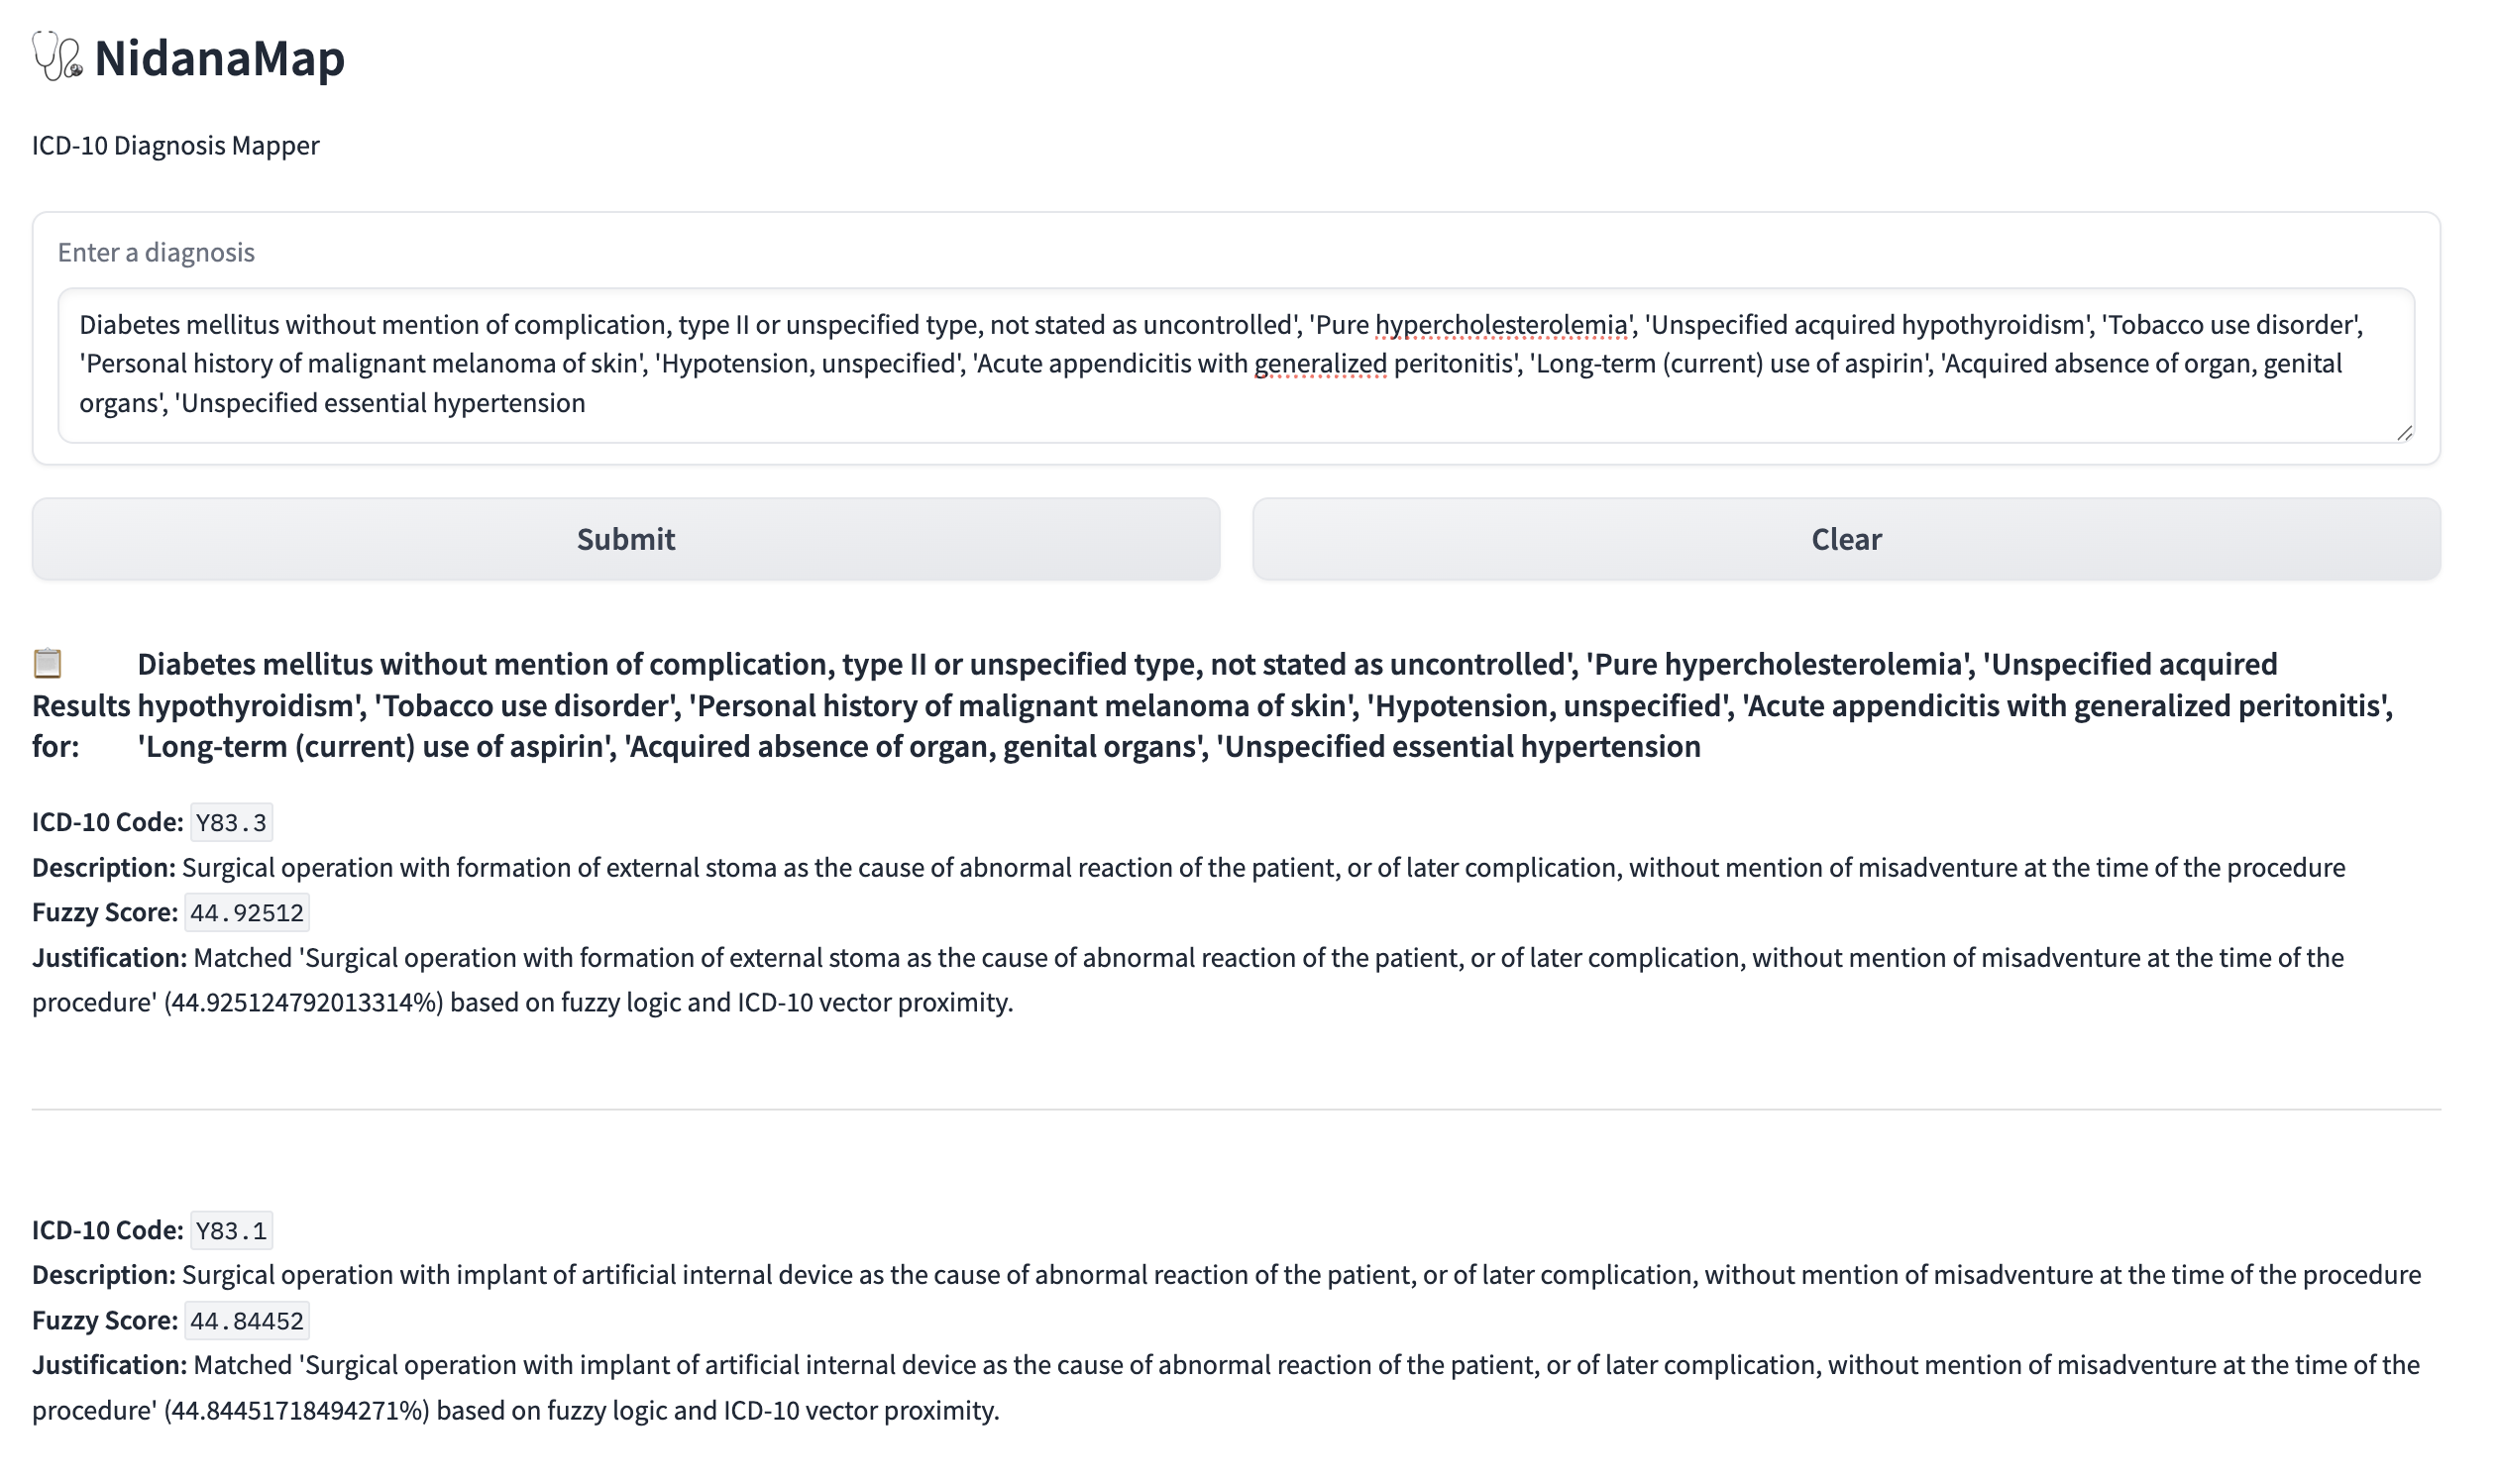 🩺 NidanaMap
ICD-10 Diagnosis Mapper
Enter a diagnosis
Diabetes mellitus without mention of complication, type II or unspecified type, not stated as uncontrolled', 'Pure hypercholesterolemia', 'Unspecified acquired hypothyroidism', 'Tobacco use disorder',
'Personal history of malignant melanoma of skin', 'Hypotension, unspecified', 'Acute appendicitis with generalized peritonitis', 'Long-term (current) use of aspirin', 'Acquired absence of organ, genital
organs', 'Unspecified essential hypertension
Submit
Clear
📋 Results for:
Diabetes mellitus without mention of complication, type II or unspecified type, not stated as uncontrolled', 'Pure hypercholesterolemia', 'Unspecified acquired
hypothyroidism', 'Tobacco use disorder', 'Personal history of malignant melanoma of skin', 'Hypotension, unspecified', 'Acute appendicitis with generalized peritonitis',
'Long-term (current) use of aspirin', 'Acquired absence of organ, genital organs', 'Unspecified essential hypertension
ICD-10 Code: Y83.3
Description: Surgical operation with formation of external stoma as the cause of abnormal reaction of the patient, or of later complication, without mention of misadventure at the time of the procedure
Fuzzy Score: 44.92512
Justification: Matched 'Surgical operation with formation of external stoma as the cause of abnormal reaction of the patient, or of later complication, without mention of misadventure at the time of the
procedure' (44.925124792013314%) based on fuzzy logic and ICD-10 vector proximity.
ICD-10 Code: Y83.1
Description: Surgical operation with implant of artificial internal device as the cause of abnormal reaction of the patient, or of later complication, without mention of misadventure at the time of the procedure
Fuzzy Score: 44.84452
Justification: Matched 'Surgical operation with implant of artificial internal device as the cause of abnormal reaction of the patient, or of later complication, without mention of misadventure at the time of the
procedure' (44.84451718494271%) based on fuzzy logic and ICD-10 vector proximity.